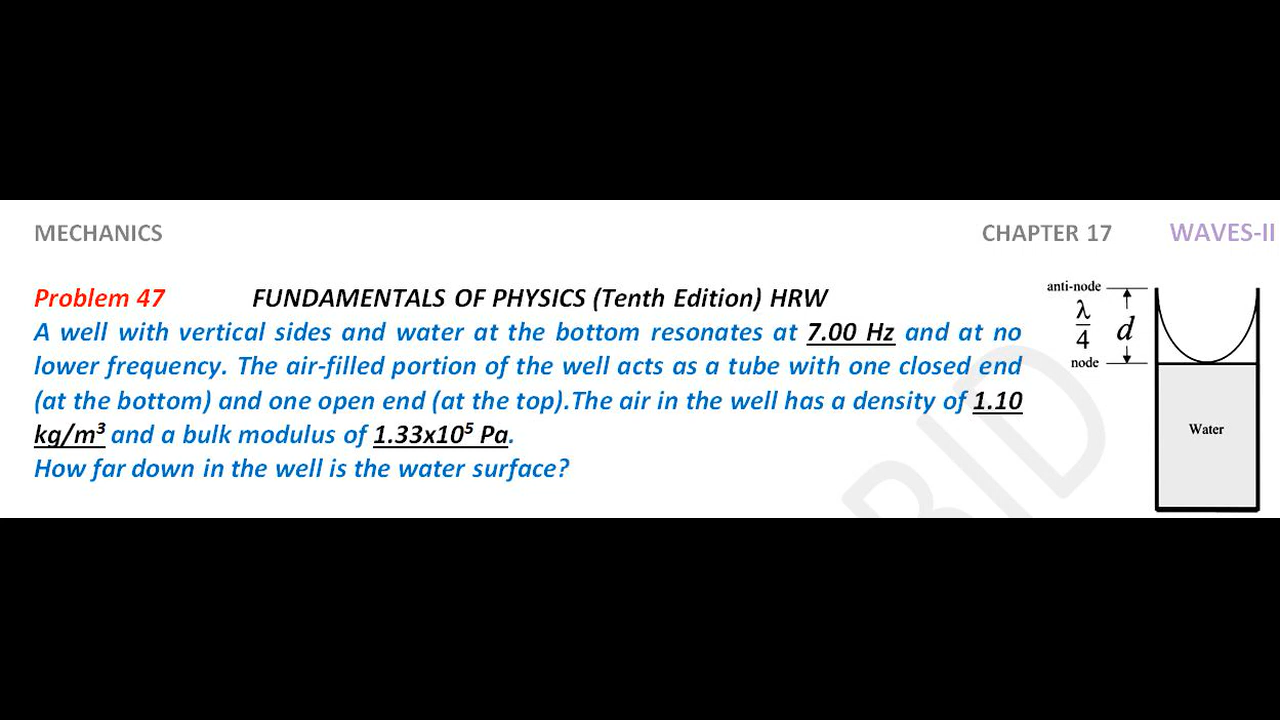 MECHANICS CHAPTER 17 WAVES-II
Problem 47 FUNDAMENTALS OF PHYSICS (Tenth Edition) HRW
A well with vertical sides and water at the bottom resonates at 7.00 Hz and at no
lower frequency. The air-filled portion of the well acts as a tube with one closed end
(at the bottom) and one open end (at the top).The air in the well has a density of 1.10
kg/m³ and a bulk modulus of 1.33x10⁵ Pa.
How far down in the well is the water surface?
anti-node
λ/4 d
node
Water
BID